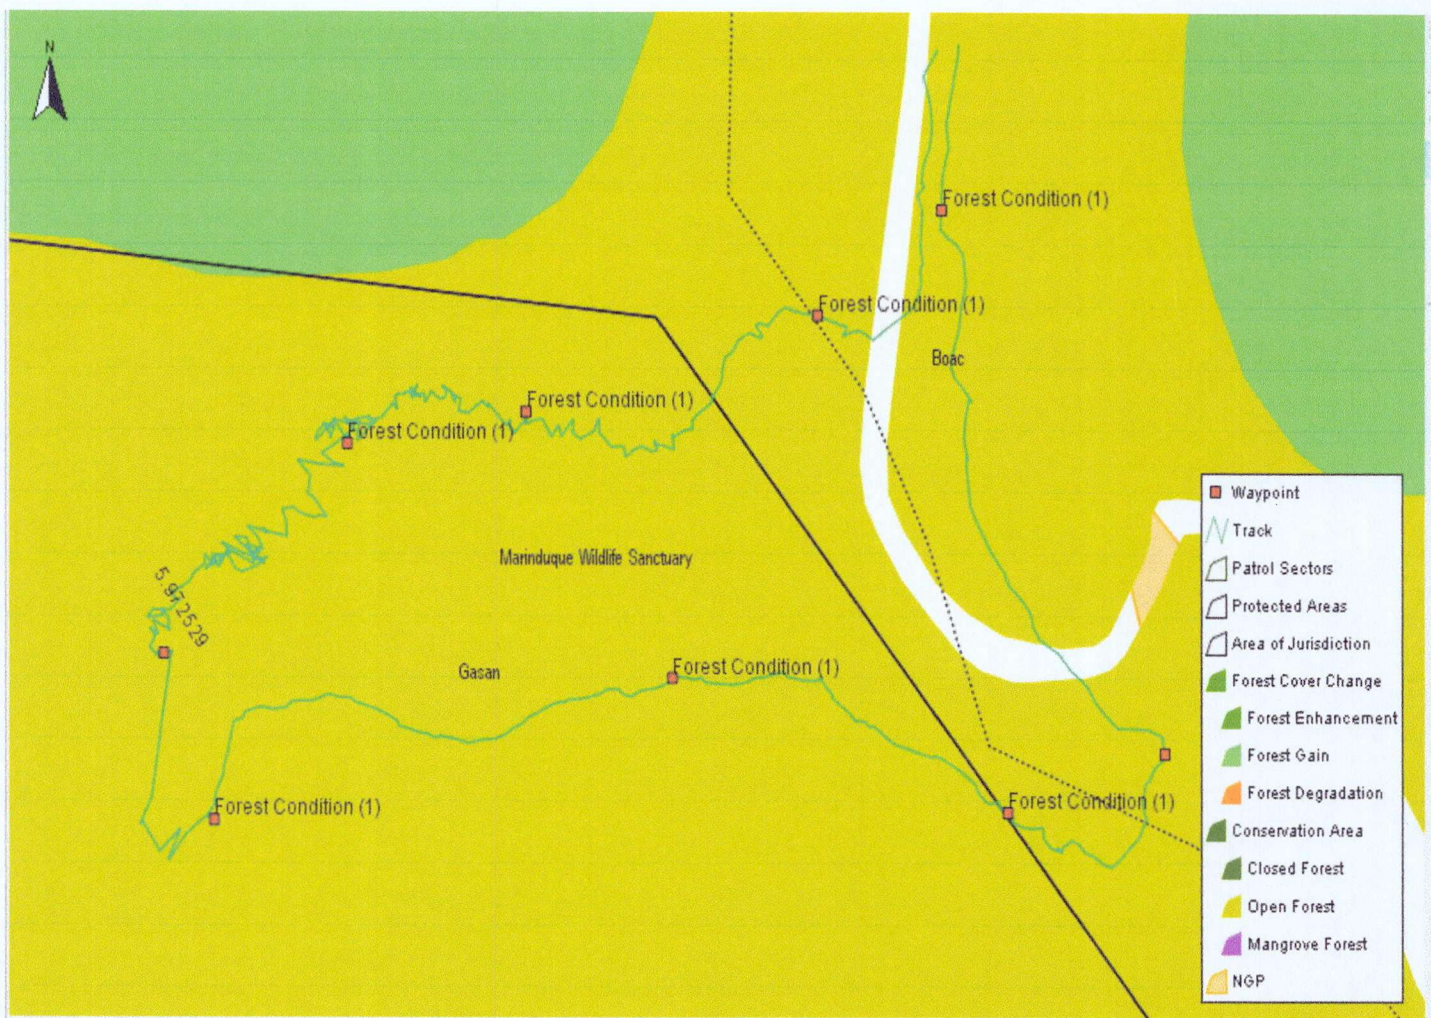 N
Forest Condition (1)
Forest Condition (1)
Boac
Forest Condition (1)
Forest Condition (1)
Marinduque Wildlife Sanctuary
5.972529
Gasan
Forest Condition (1)
Forest Condition (1)
Forest Condition (1)
Waypoint
Track
Patrol Sectors
Protected Areas
Area of Jurisdiction
Forest Cover Change
Forest Enhancement
Forest Gain
Forest Degradation
Conservation Area
Closed Forest
Open Forest
Mangrove Forest
NGP